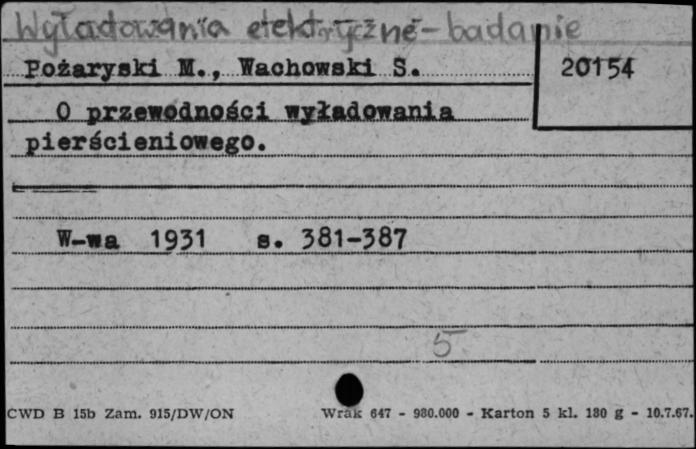 Wyładowania elektryczne - badanie
Pożaryski M., Wachowski S.
20154
O przewodności wyładowania
pierścieniowego.
W-wa 1931 s. 381-387
5
CWD B 15b Zam. 915/DW/ON
Wrak 647 - 980.000 - Karton 5 kl. 180 g - 10.7.67.